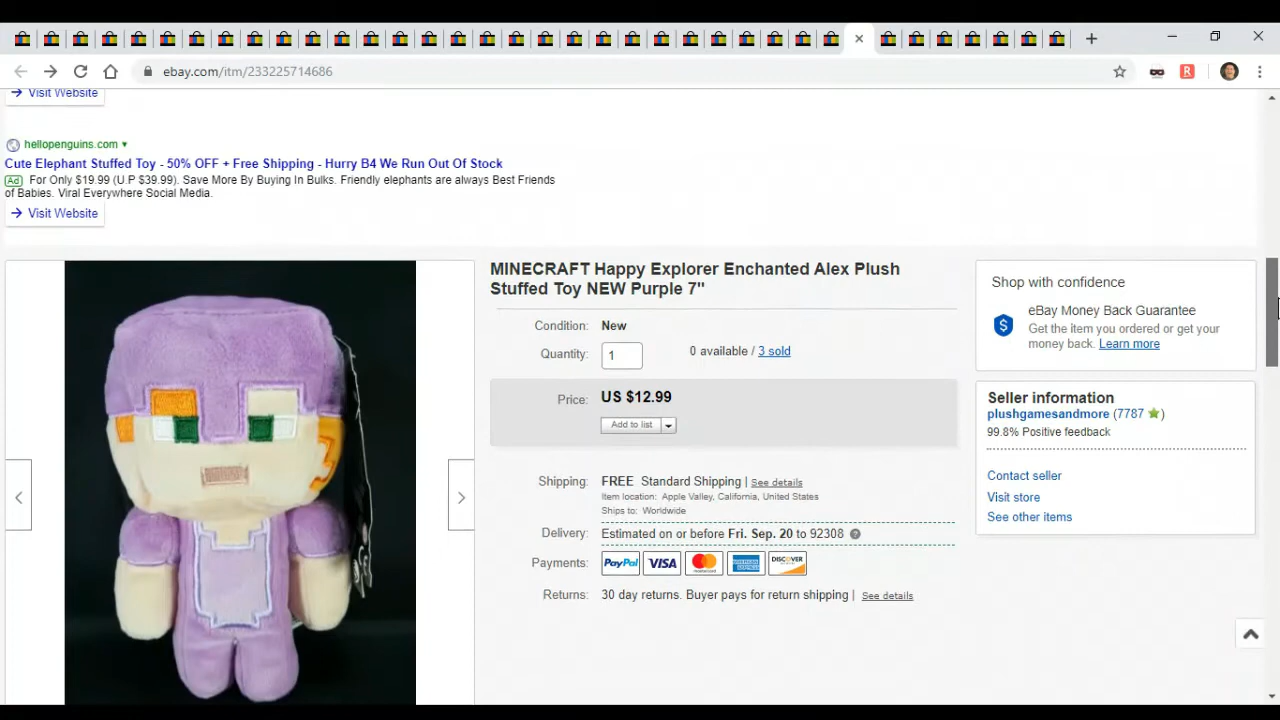 ebay.com/itm/233225714686
Visit Website
hellopenguins.com
Cute Elephant Stuffed Toy - 50% OFF + Free Shipping - Hurry B4 We Run Out Of Stock
Ad For Only $19.99 (U.P $39.99). Save More By Buying In Bulks. Friendly elephants are always Best Friends
of Babies. Viral Everywhere Social Media.
Visit Website
MINECRAFT Happy Explorer Enchanted Alex Plush
Stuffed Toy NEW Purple 7"
Condition: New
Quantity: 1 0 available / 3 sold
Price: US $12.99
Add to list
Shipping: FREE Standard Shipping | See details
Item location: Apple Valley, California, United States
Ships to: Worldwide
Delivery: Estimated on or before Fri. Sep. 20 to 92308 ?
Payments: PayPal VISA MasterCard AMERICAN EXPRESS DISCOVER
Returns: 30 day returns. Buyer pays for return shipping | See details
Shop with confidence
eBay Money Back Guarantee
Get the item you ordered or get your
money back. Learn more
Seller information
plushgamesandmore (7787 )
99.8% Positive feedback
Contact seller
Visit store
See other items